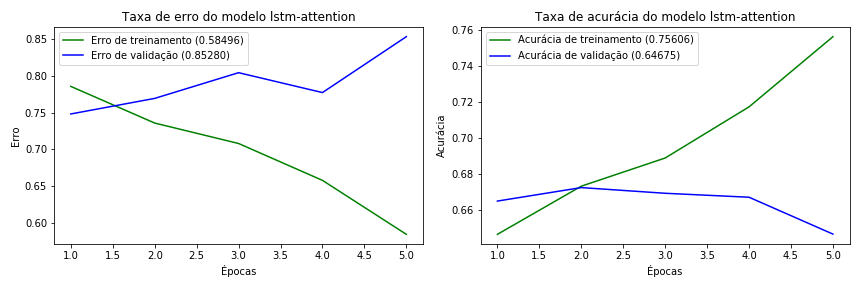 Taxa de erro do modelo lstm-attention
Erro de treinamento (0.58496)
Erro de validação (0.85280)
0.85
0.80
0.75
0.70
0.65
0.60
Erro
1.0 1.5 2.0 2.5 3.0 3.5 4.0 4.5 5.0
Épocas
Taxa de acurácia do modelo lstm-attention
Acurácia de treinamento (0.75606)
Acurácia de validação (0.64675)
0.76
0.74
0.72
0.70
0.68
0.66
Acurácia
1.0 1.5 2.0 2.5 3.0 3.5 4.0 4.5 5.0
Épocas